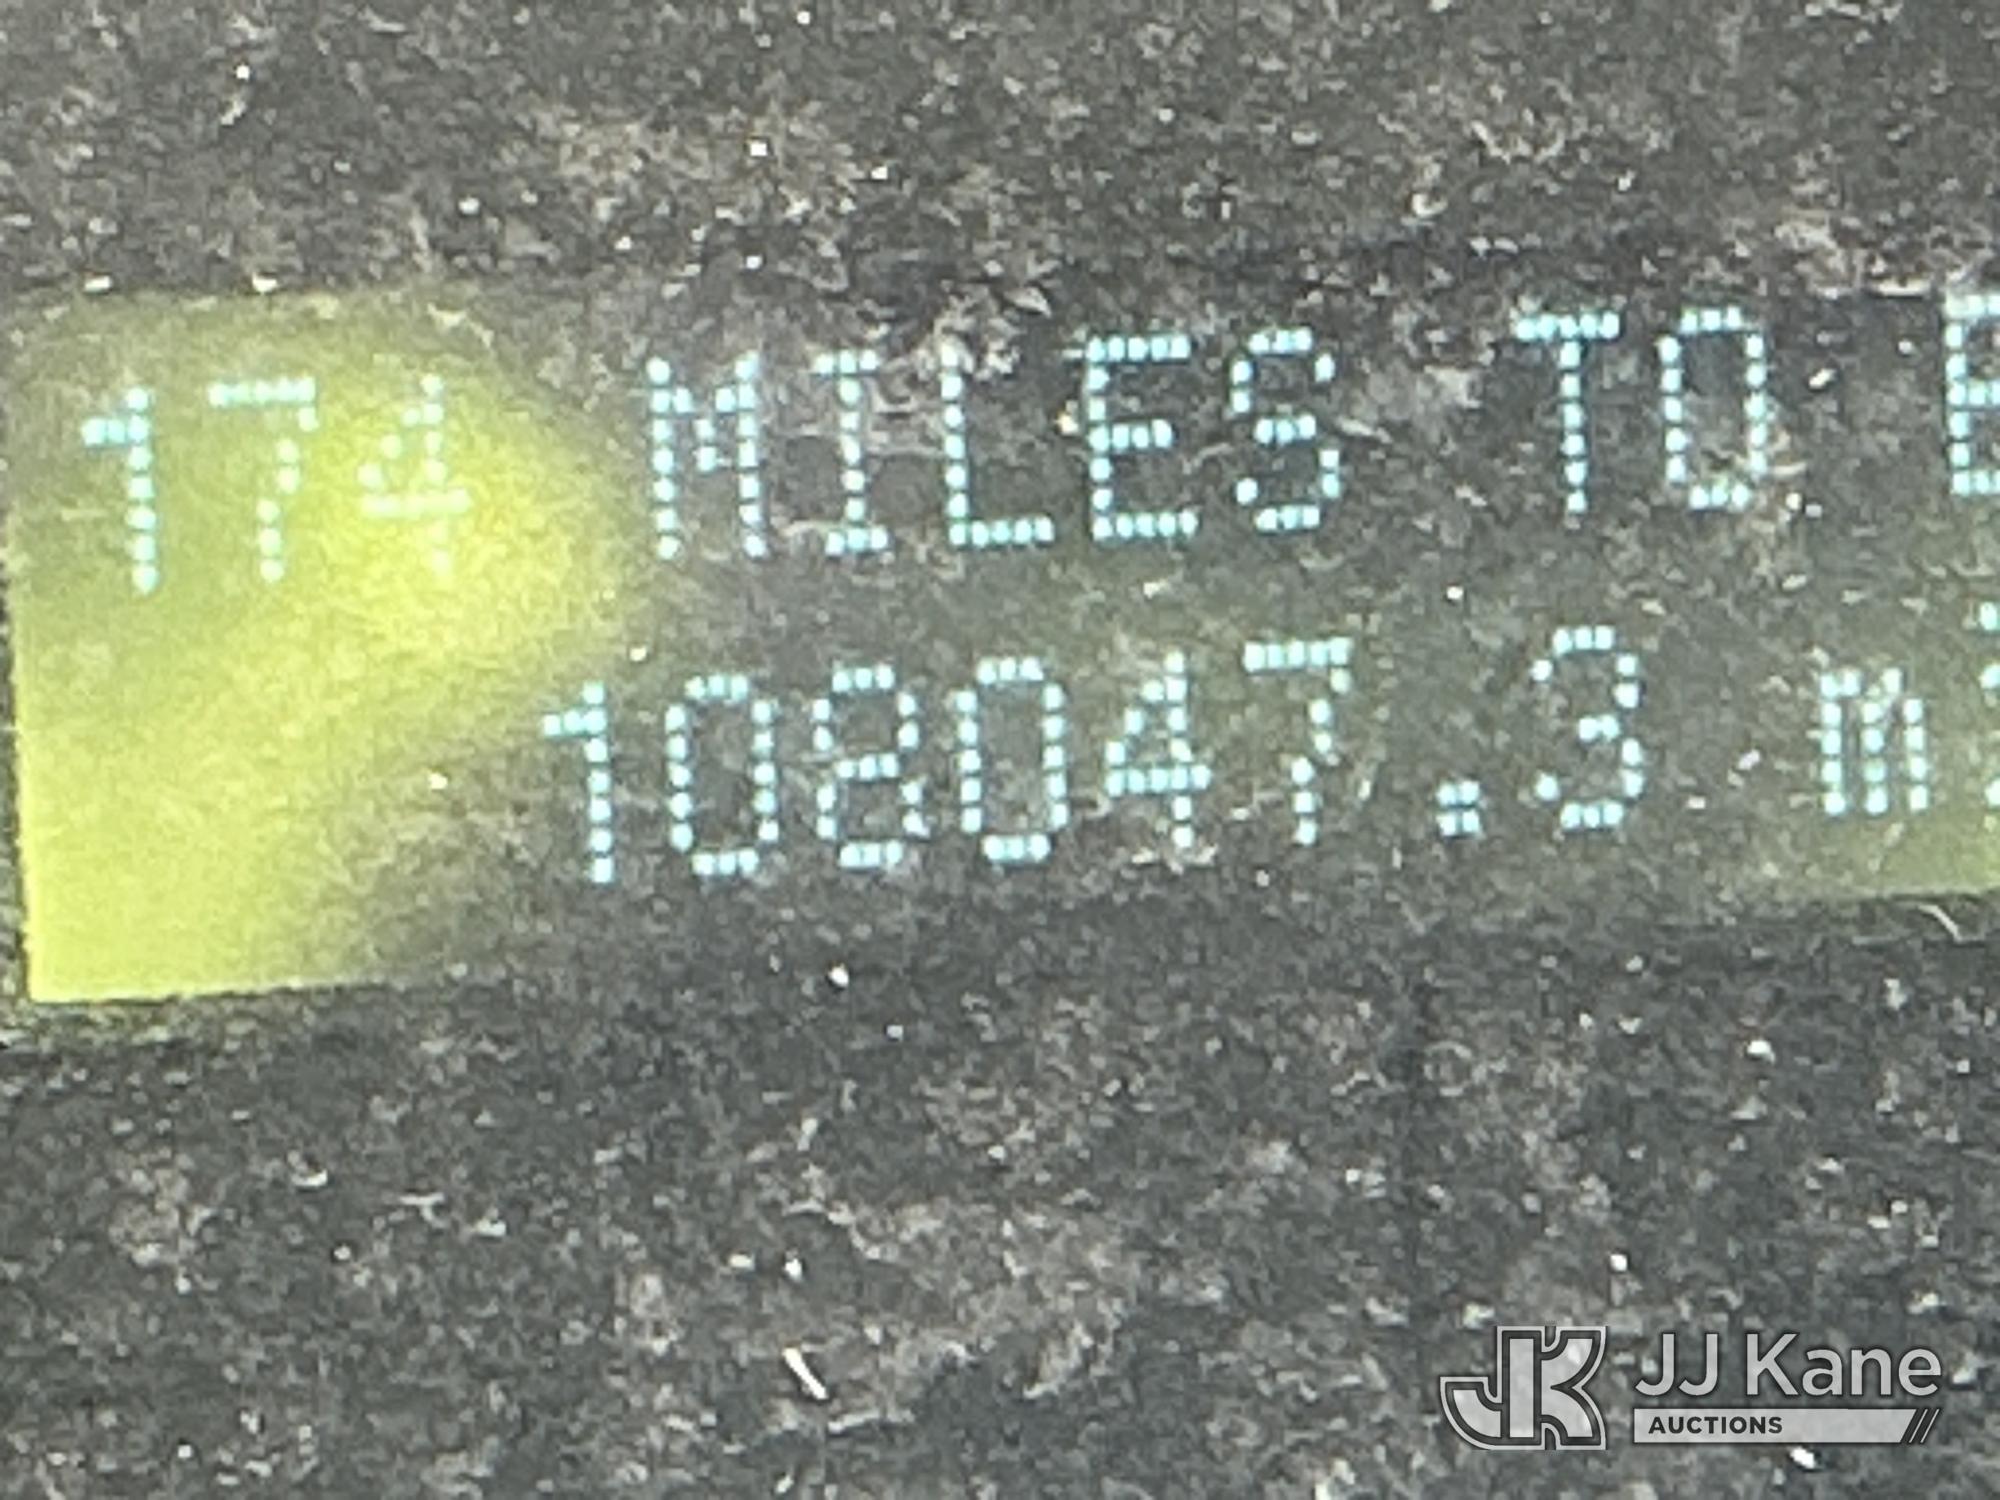 174 MILES TO E
108047.3 mi
JJ Kane
AUCTIONS